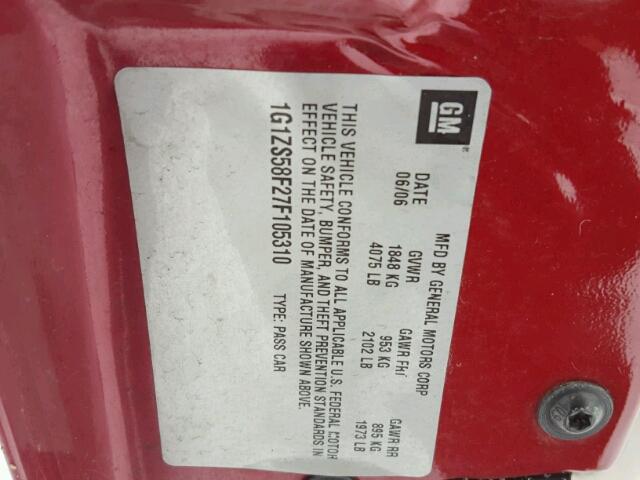 GM
MFD BY GENERAL MOTORS CORP
DATE GVWR GAWR FRT GAWR RR
06/06 1848 KG 953 KG 895 KG
4075 LB 2102 LB 1973 LB
THIS VEHICLE CONFORMS TO ALL APPLICABLE U.S. FEDERAL MOTOR
VEHICLE SAFETY, BUMPER, AND THEFT PREVENTION STANDARDS IN
EFFECT ON THE DATE OF MANUFACTURE SHOWN ABOVE.
1G1ZS58F27F105310 TYPE: PASS CAR